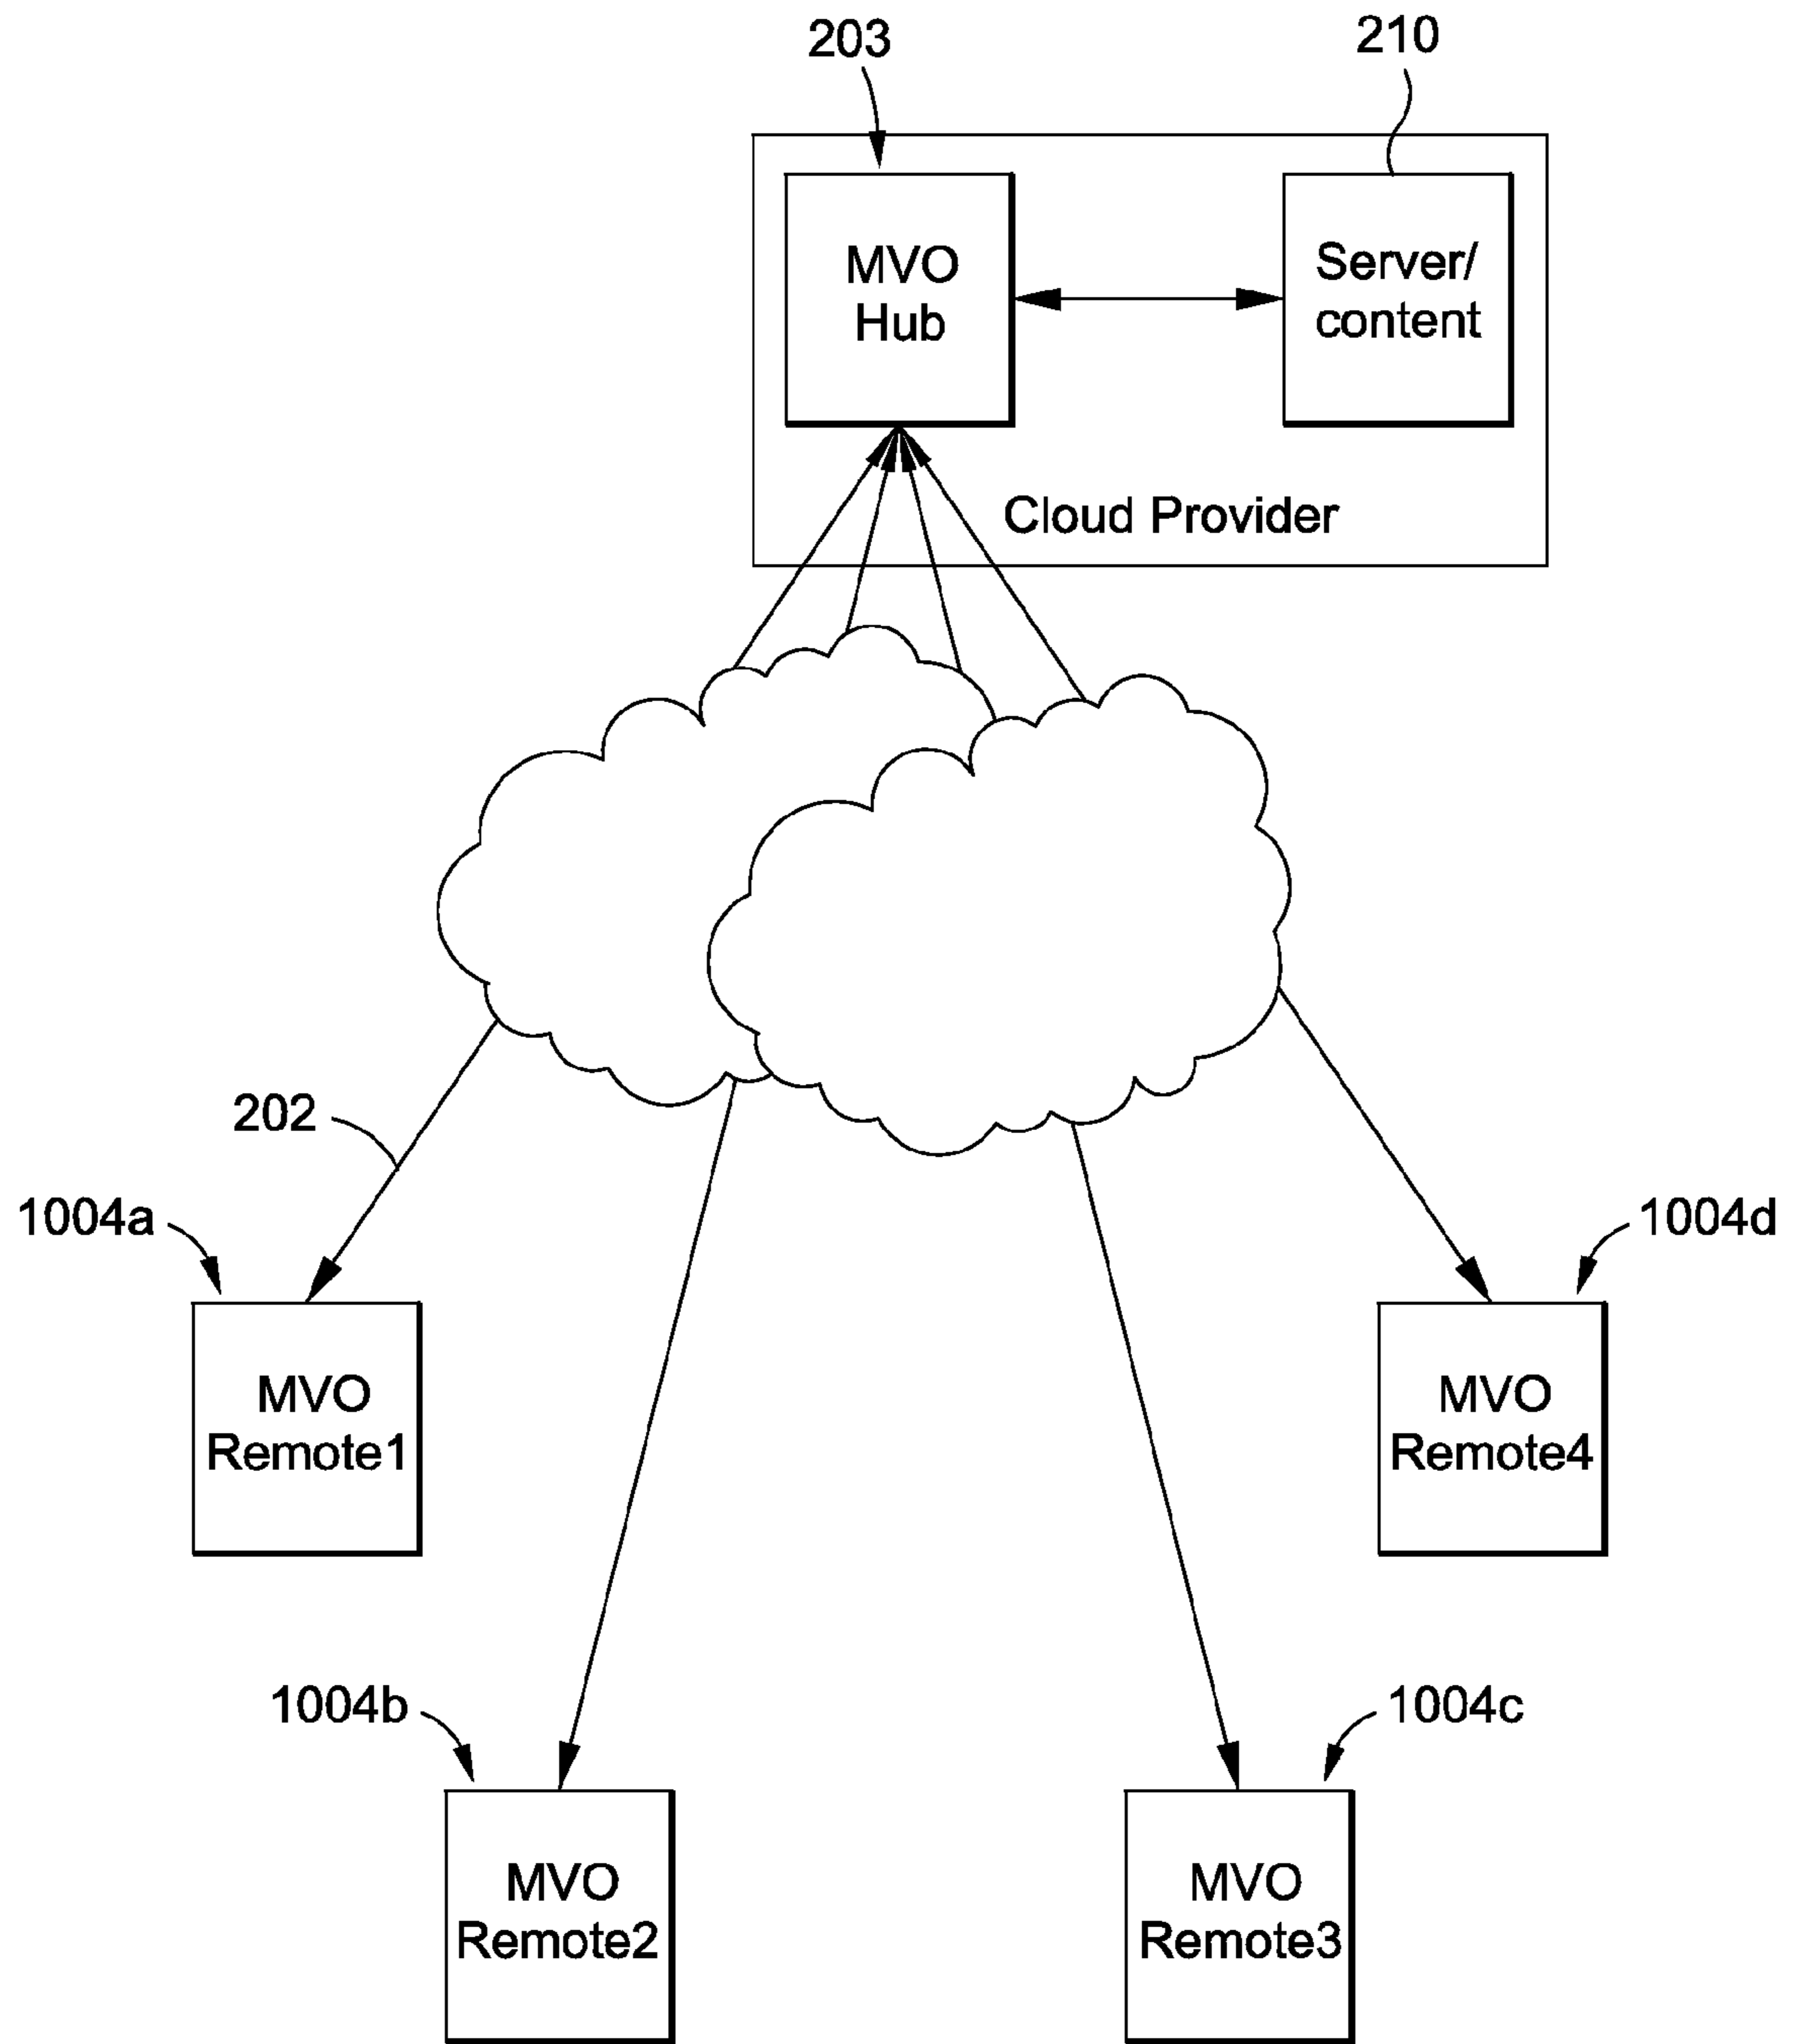 203
210
MVO
Hub
Server/
content
Cloud Provider
202
1004a
1004d
MVO
Remote1
MVO
Remote4
1004b
1004c
MVO
Remote2
MVO
Remote3